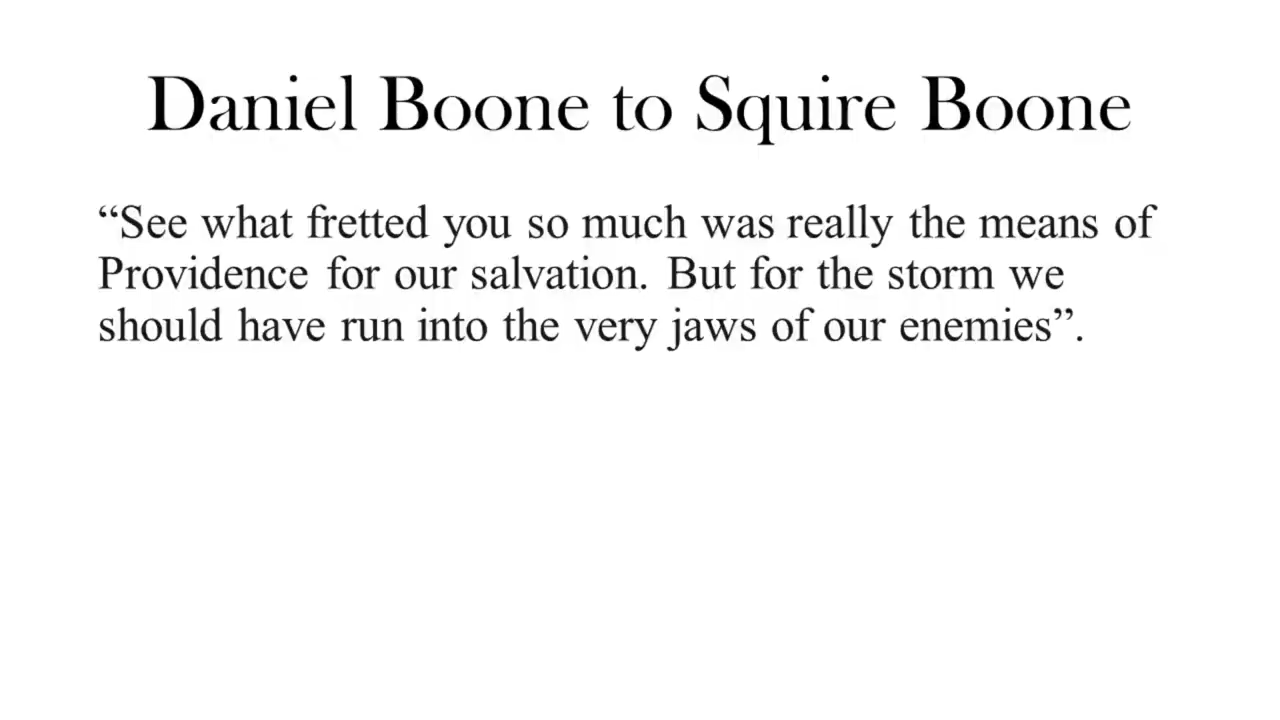 Daniel Boone to Squire Boone
“See what fretted you so much was really the means of
Providence for our salvation. But for the storm we
should have run into the very jaws of our enemies”.